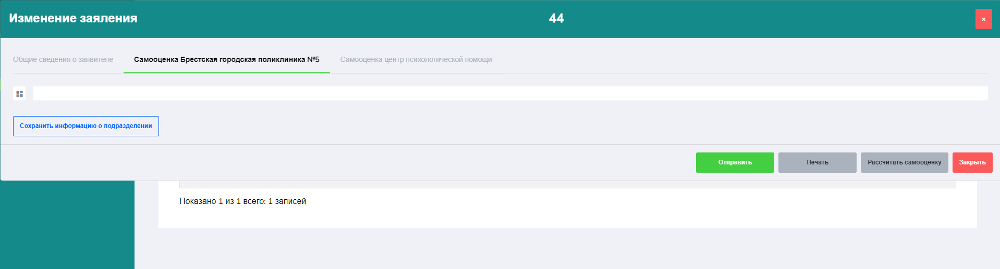 Изменение заяления
44
×
Общие сведения о заявителе
Самооценка Брестская городская поликлиника №5
Самооценка центр психологической помощи
Сохранить информацию о подразделении
Отправить
Печать
Рассчитать самооценку
Закрыть
Показано 1 из 1 всего: 1 записей